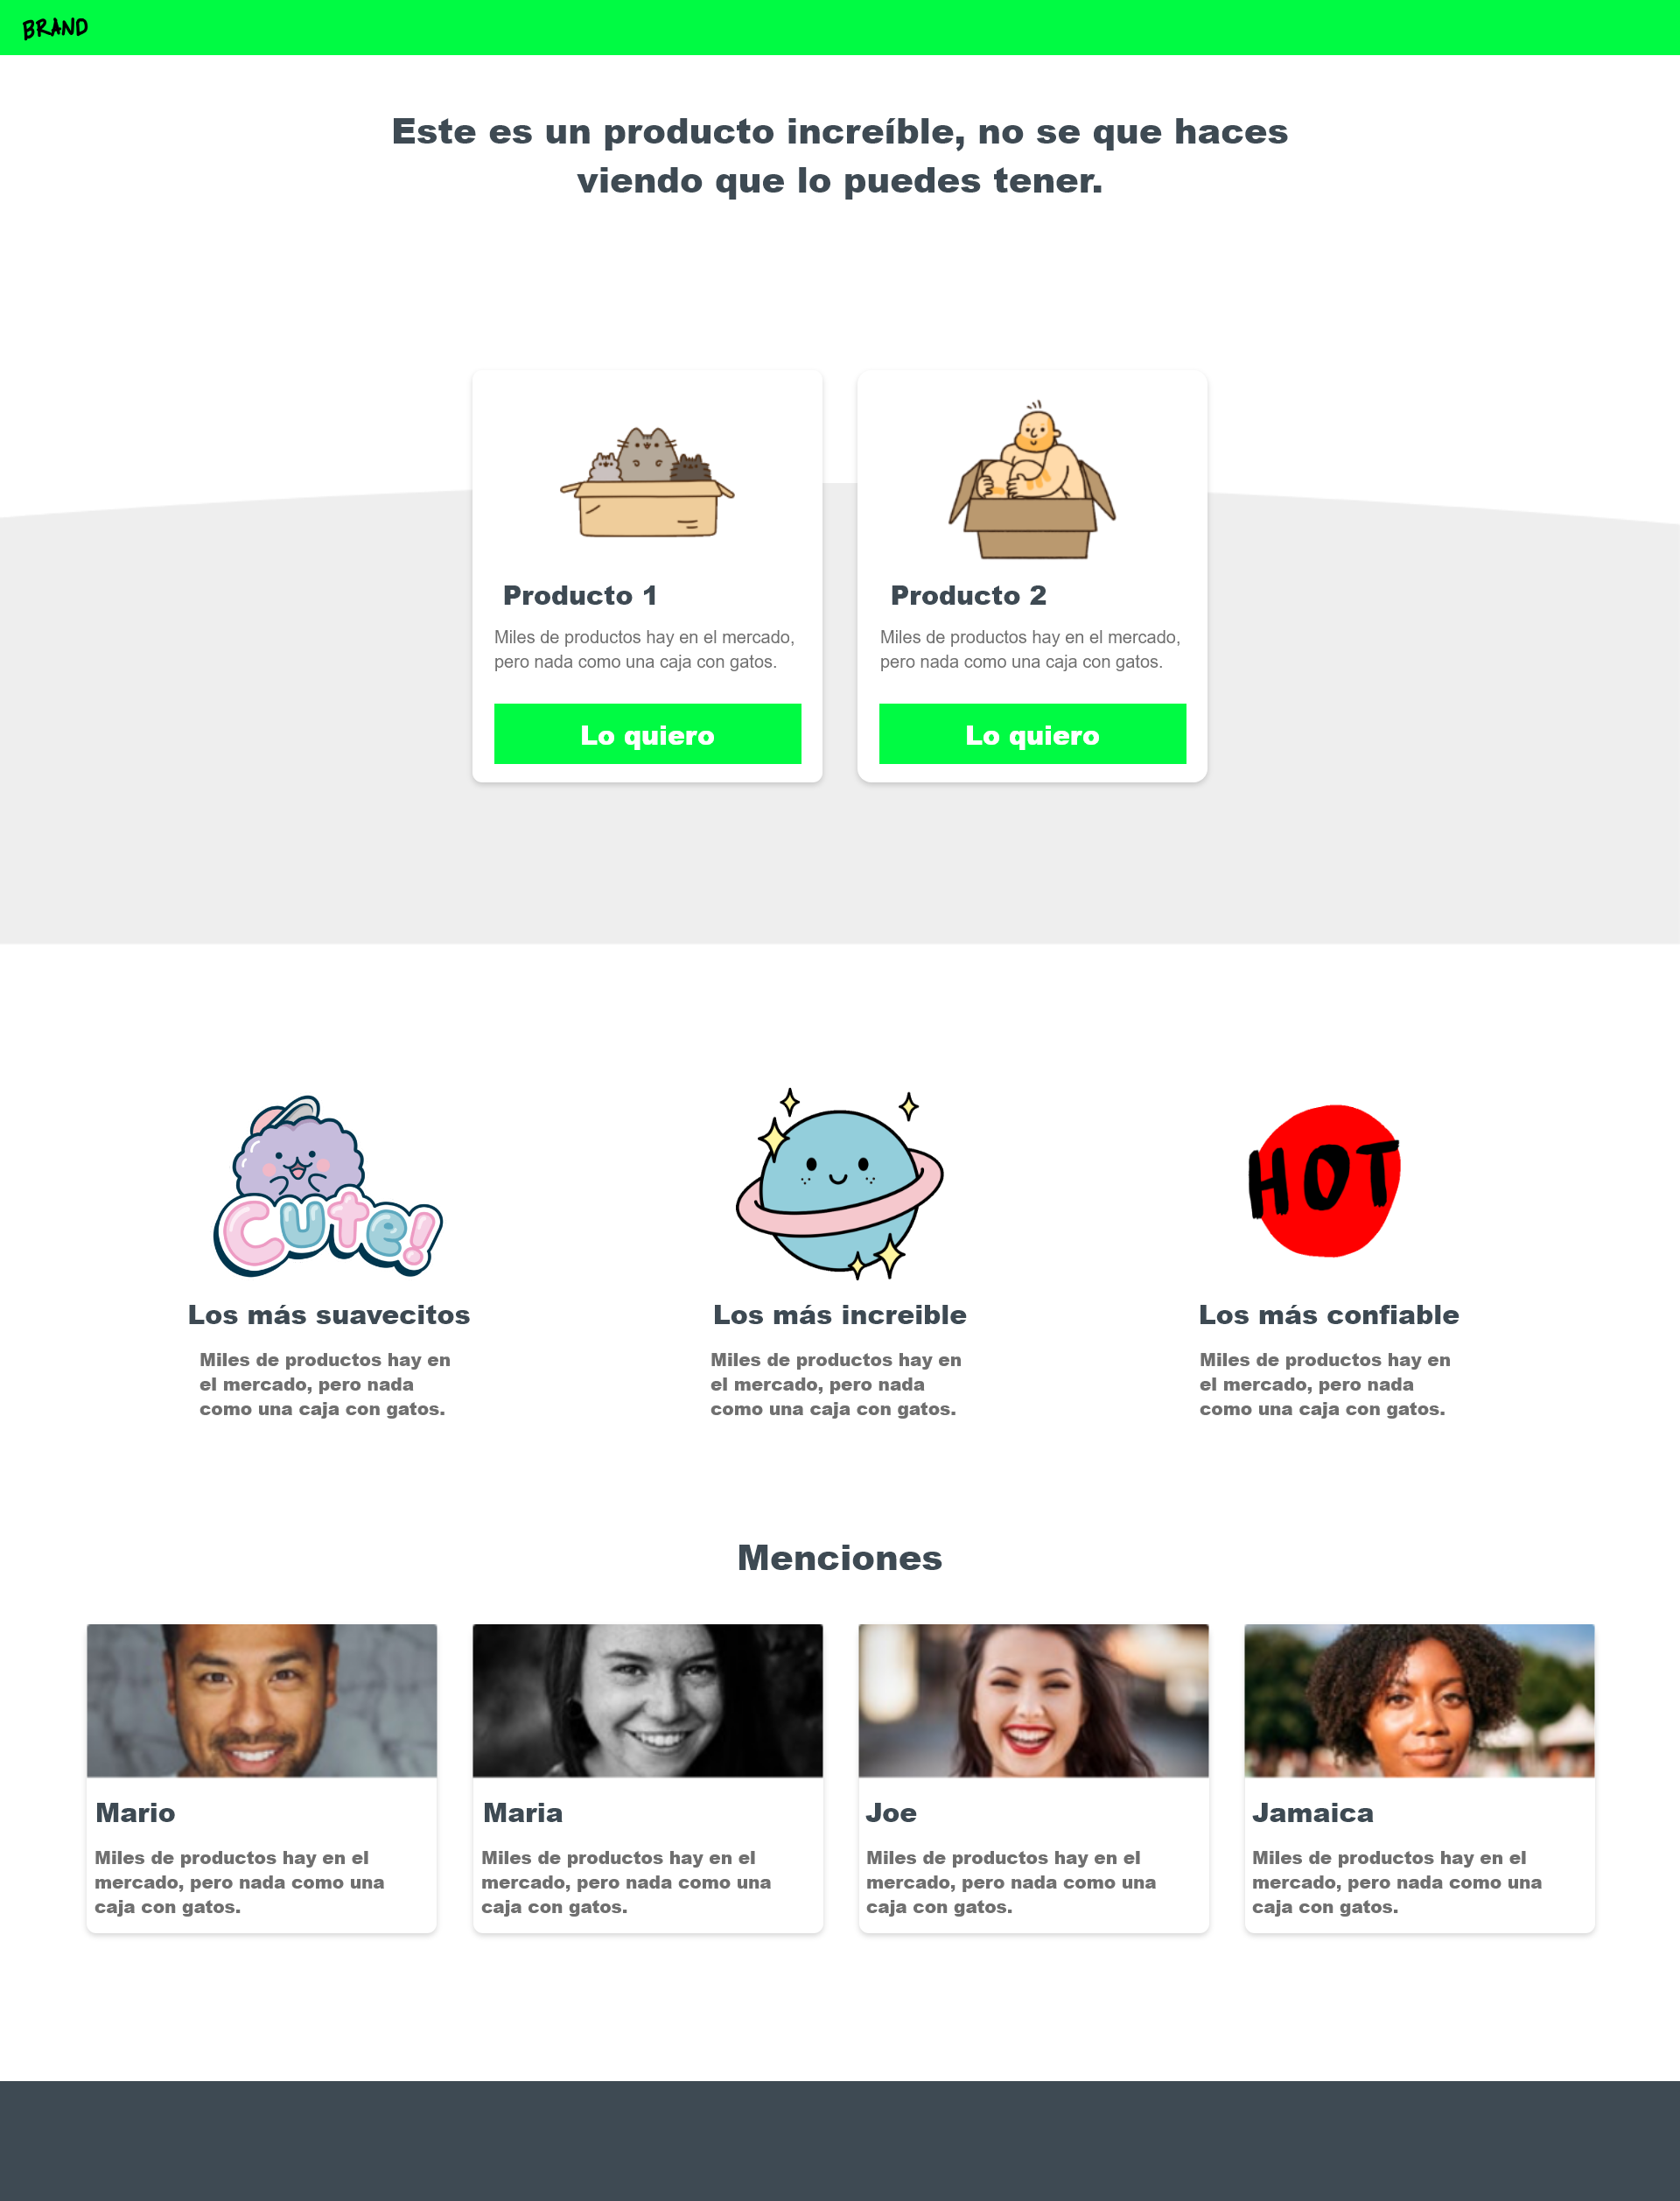 BRAND
Este es un producto increíble, no se que haces
viendo que lo puedes tener.
Producto 1
Miles de productos hay en el mercado,
pero nada como una caja con gatos.
Lo quiero
Producto 2
Miles de productos hay en el mercado,
pero nada como una caja con gatos.
Lo quiero
Cute!
Los más suavecitos
Miles de productos hay en
el mercado, pero nada
como una caja con gatos.
Los más increible
Miles de productos hay en
el mercado, pero nada
como una caja con gatos.
HOT
Los más confiable
Miles de productos hay en
el mercado, pero nada
como una caja con gatos.
Menciones
Mario
Miles de productos hay en el
mercado, pero nada como una
caja con gatos.
Maria
Miles de productos hay en el
mercado, pero nada como una
caja con gatos.
Joe
Miles de productos hay en el
mercado, pero nada como una
caja con gatos.
Jamaica
Miles de productos hay en el
mercado, pero nada como una
caja con gatos.